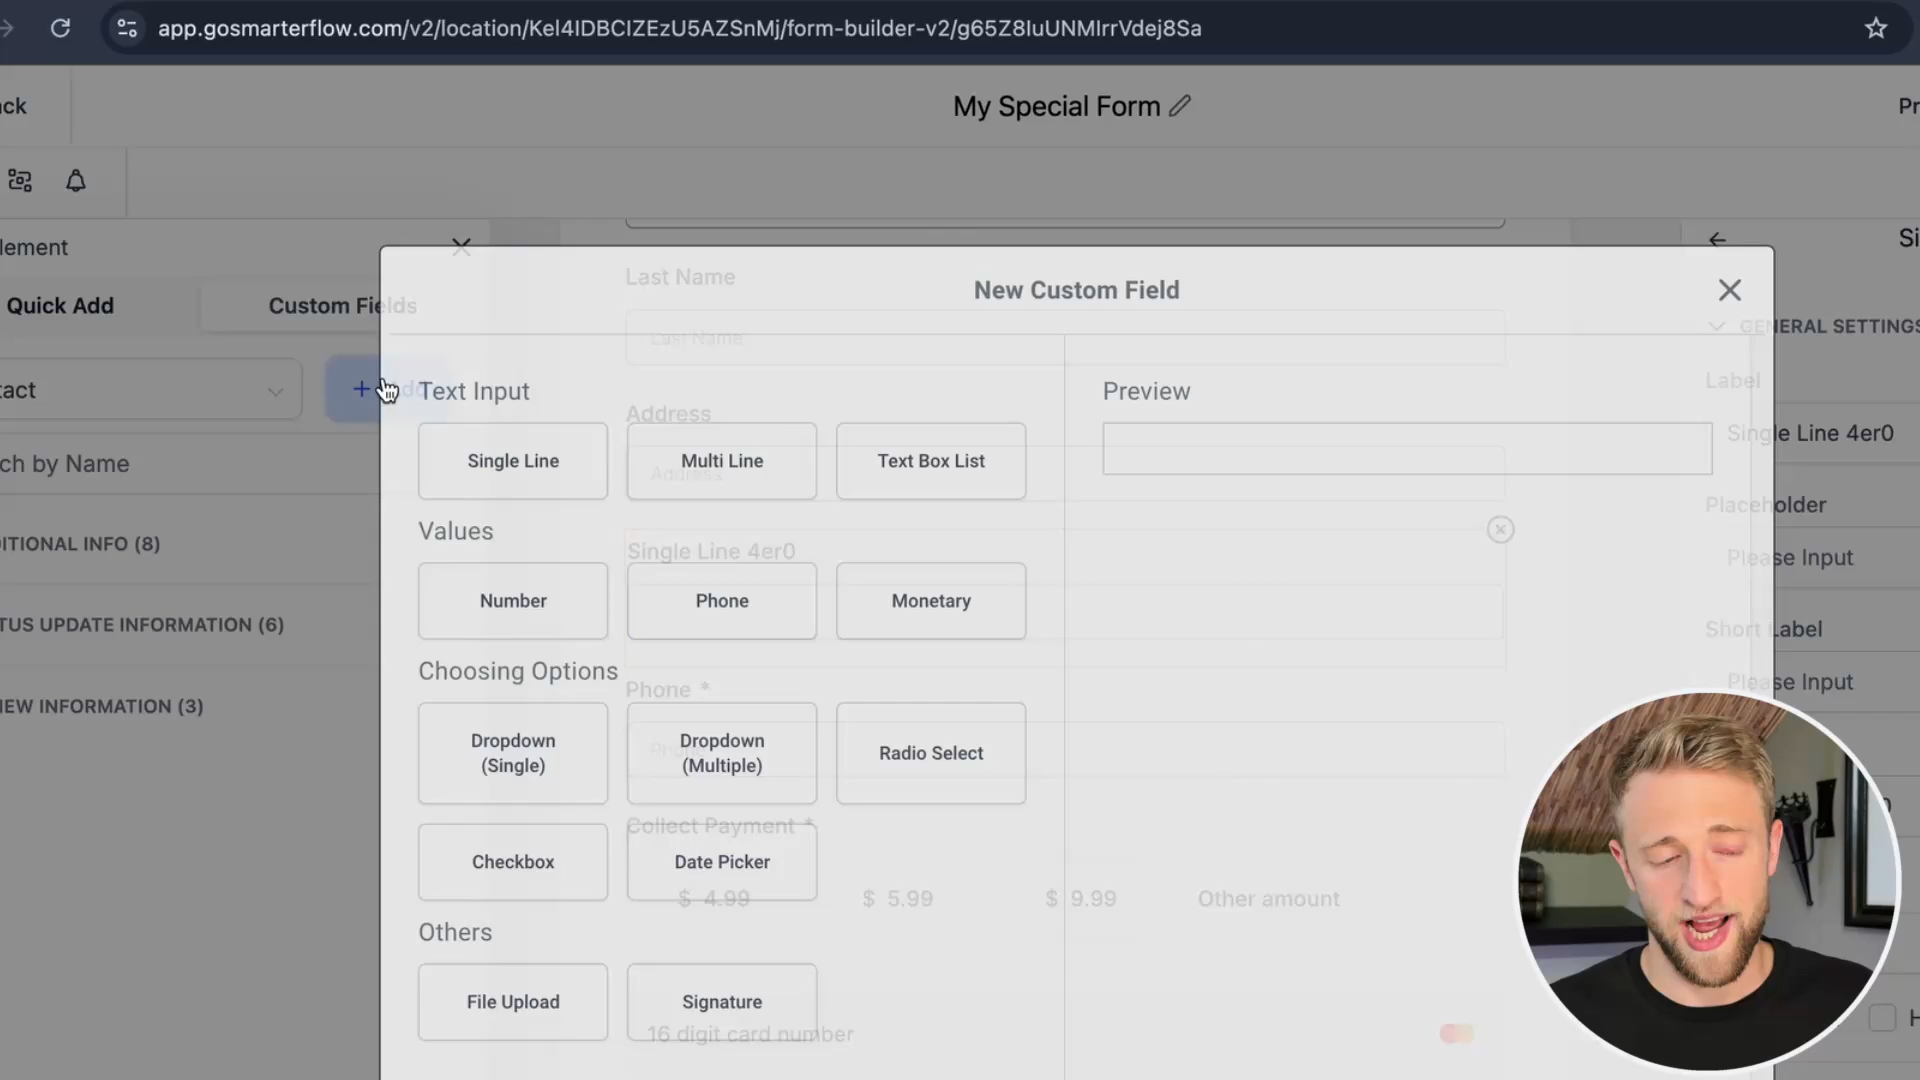 app.gosmarterflow.com/v2/location/Kel4IDBCIZEzU5AZSnMj/form-builder-v2/g65Z8IuUNMIrrVdej8Sa
ck
My Special Form
Pr
lement
Quick Add
Custom Fields
tact
+
ch by Name
ITIONAL INFO (8)
TUS UPDATE INFORMATION (6)
IEW INFORMATION (3)
New Custom Field
Text Input
Single Line
Multi Line
Text Box List
Values
Number
Phone
Monetary
Choosing Options
Dropdown
(Single)
Dropdown
(Multiple)
Radio Select
Checkbox
Date Picker
Others
File Upload
Signature
Preview
Last Name
Last Name
Address
Address
Single Line 4er0
Phone *
Phone
Collect Payment *
$ 4.99
$ 5.99
$ 9.99
Other amount
16 digit card number
Si
GENERAL SETTINGS
Label
Single Line 4er0
Placeholder
Please Input
Short Label
Please Input
H